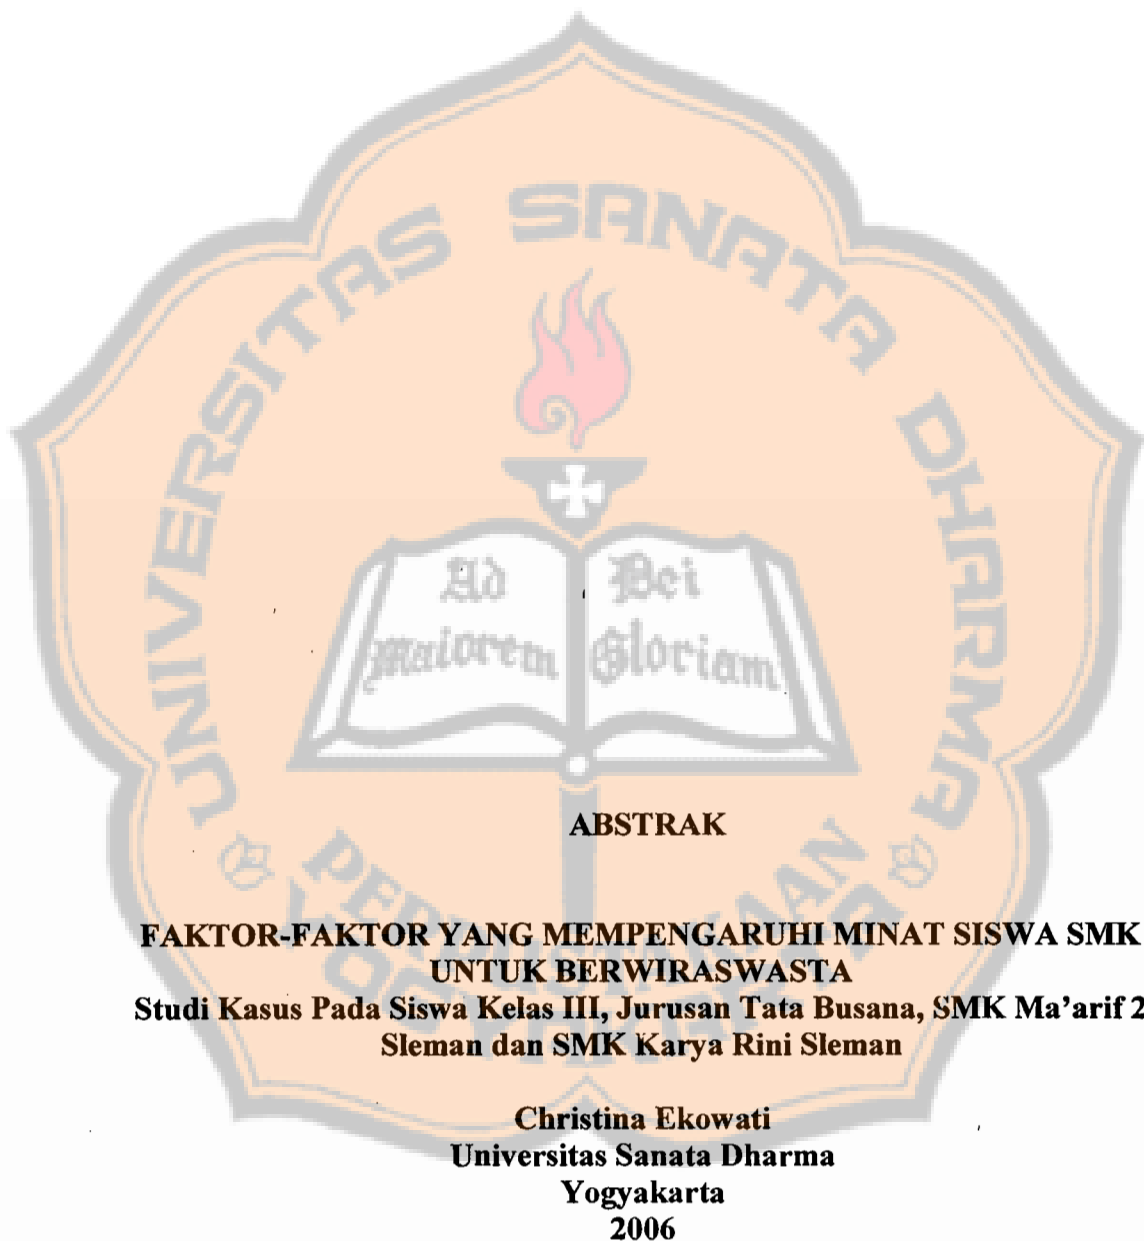 UNIVERSITAS SANATA DHARMA
Ad Dei
Maiorem Gloriam
ABSTRAK
PERPUSTAKAAN
YOGYAKARTA
FAKTOR-FAKTOR YANG MEMPENGARUHI MINAT SISWA SMK
UNTUK BERWIRASWASTA
Studi Kasus Pada Siswa Kelas III, Jurusan Tata Busana, SMK Ma'arif 2
Sleman dan SMK Karya Rini Sleman
Christina Ekowati
Universitas Sanata Dharma
Yogyakarta
2006